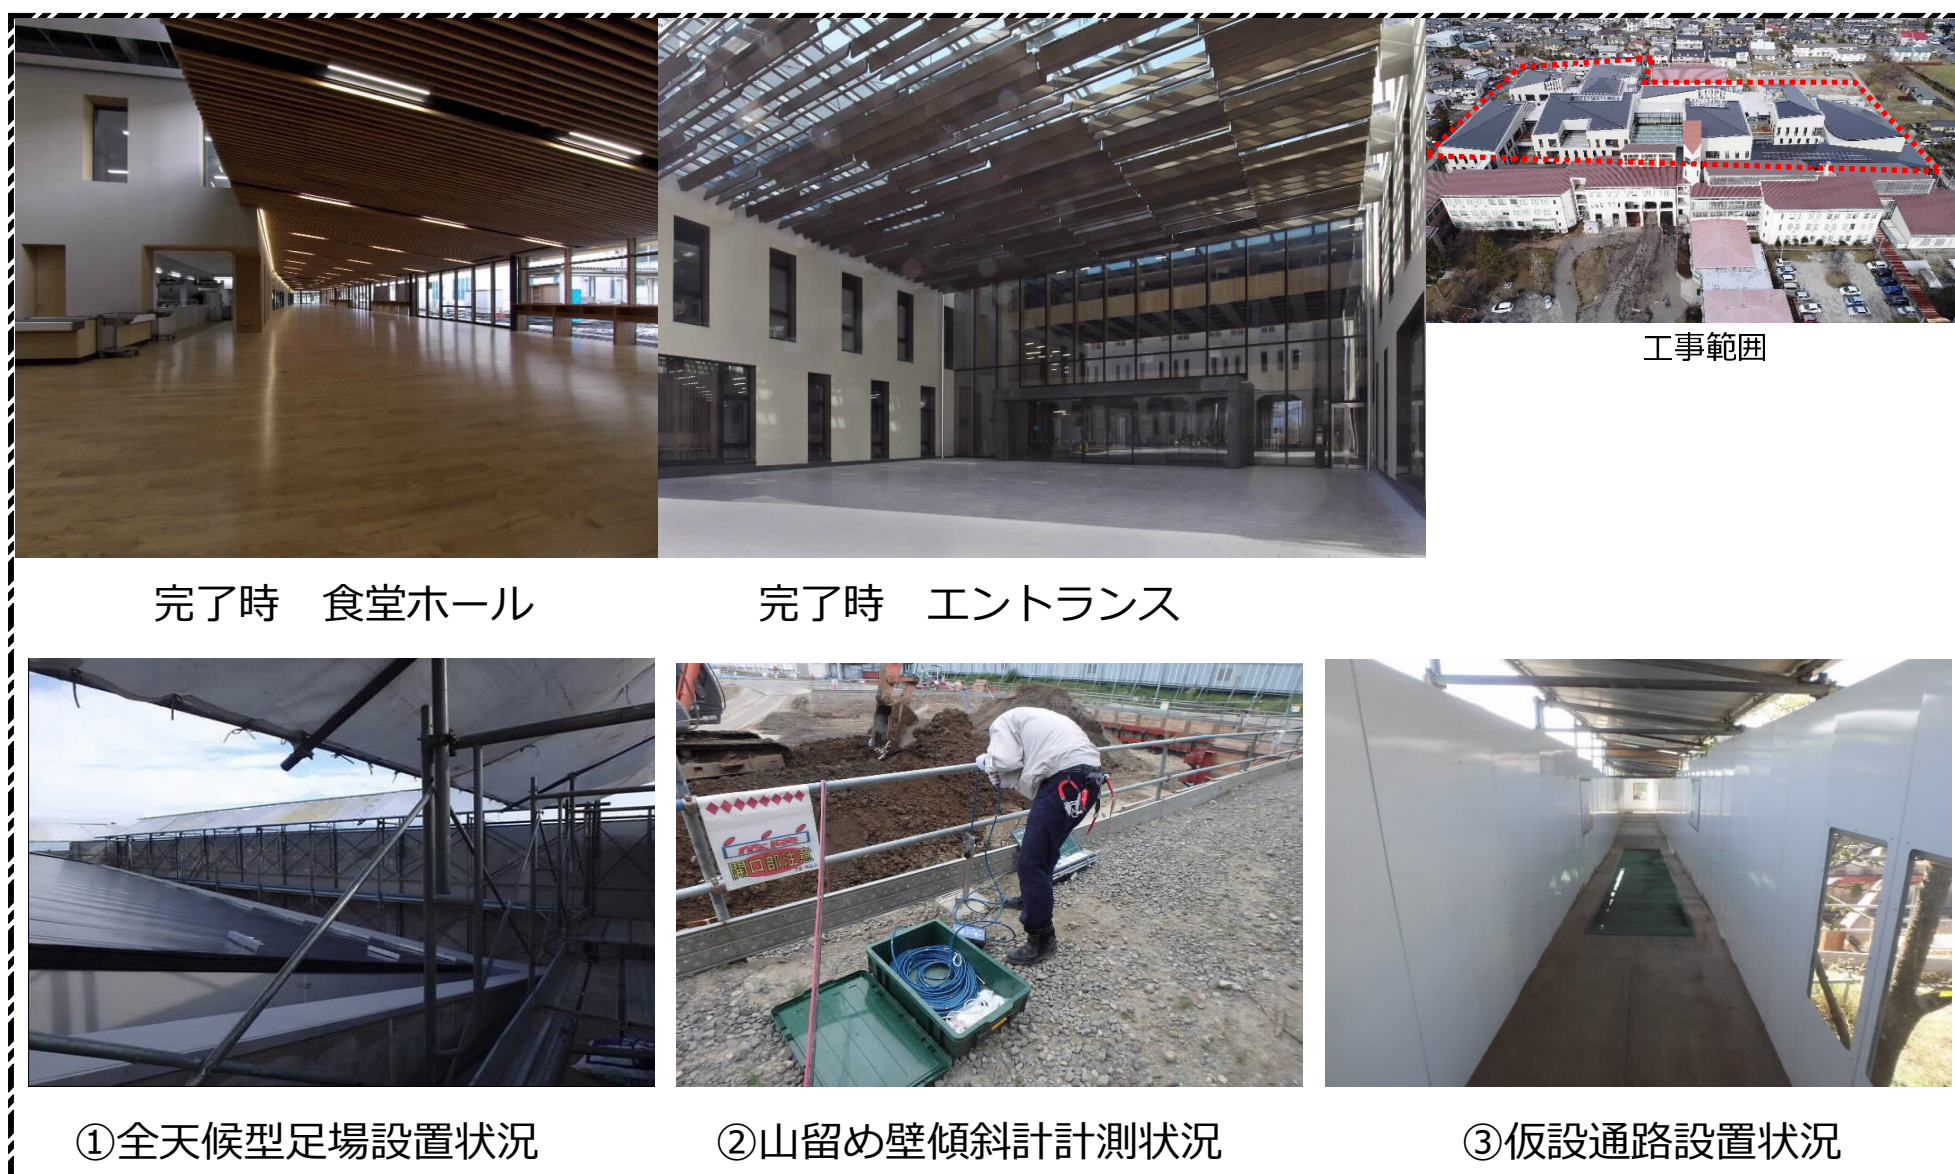 工事範囲
完了時　食堂ホール
完了時　エントランス
開口部注意
①全天候型足場設置状況
②山留め壁傾斜計計測状況
③仮設通路設置状況